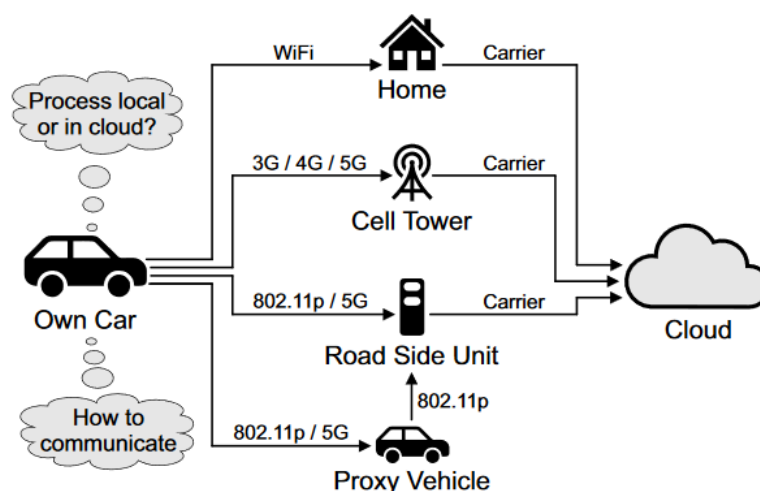 WiFi
Carrier
Home
Process local
or in cloud?
3G / 4G / 5G
Carrier
Cell Tower
Own Car
802.11p / 5G
Carrier
Road Side Unit
Cloud
802.11p
How to
communicate
802.11p / 5G
Proxy Vehicle